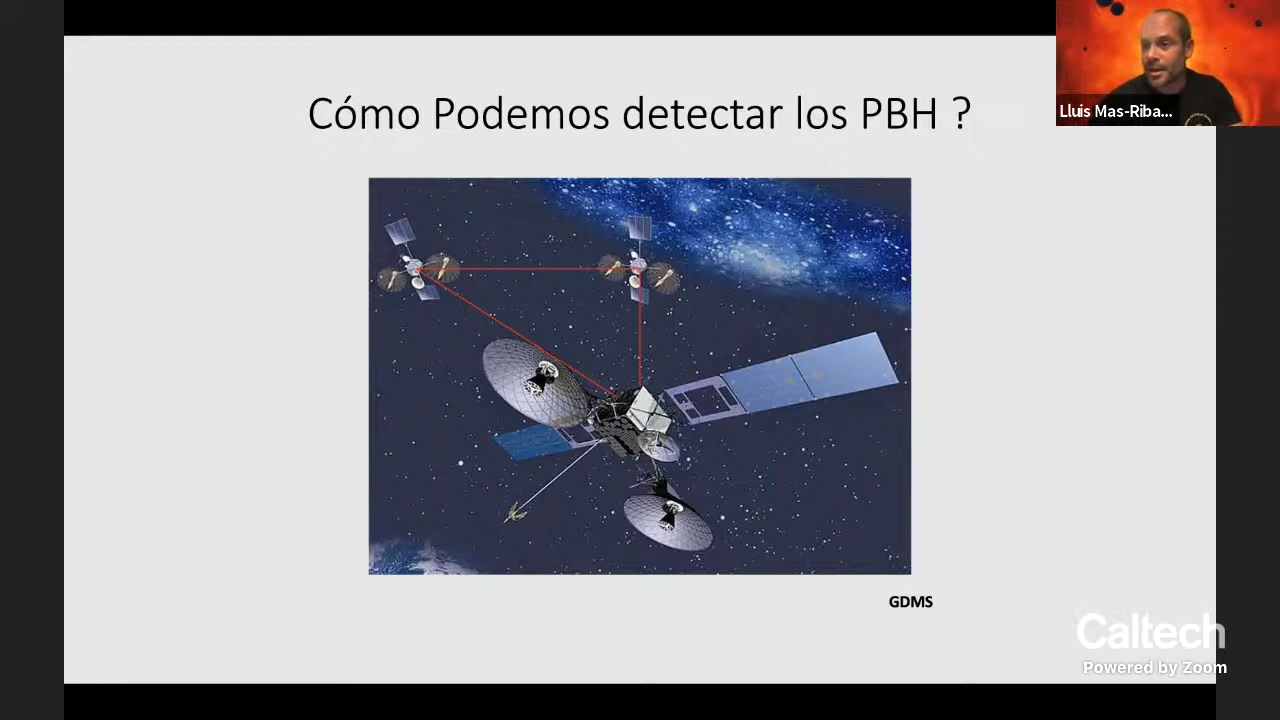 Cómo Podemos detectar los PBH ?
Lluis Mas-Riba...
GDMS
Caltech
Powered by Zoom